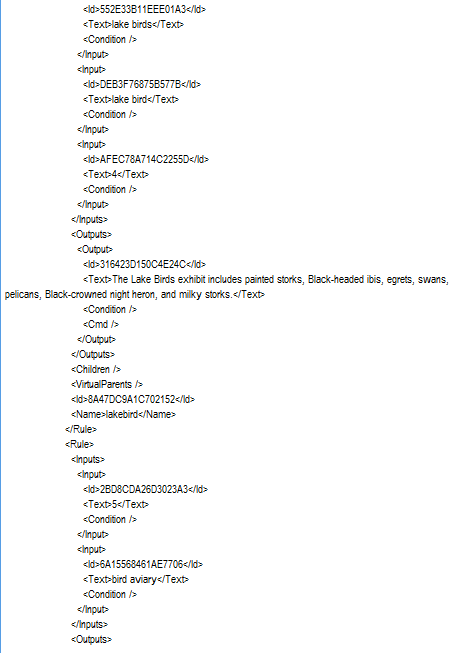 <Id>552E33B11EEE01A3</Id>
<Text>lake birds</Text>
<Condition />
</Input>
<Input>
<Id>DEB3F76875B577B</Id>
<Text>lake bird</Text>
<Condition />
</Input>
<Input>
<Id>AFEC78A714C2255D</Id>
<Text>4</Text>
<Condition />
</Input>
</Inputs>
<Outputs>
<Output>
<Id>316423D150C4E24C</Id>
<Text>The Lake Birds exhibit includes painted storks, Black-headed ibis, egrets, swans,
pelicans, Black-crowned night heron, and milky storks.</Text>
<Condition />
<Cmd />
</Output>
</Outputs>
<Children />
<VirtualParents />
<Id>8A47DC9A1C702152</Id>
<Name>lakebird</Name>
</Rule>
<Rule>
<Inputs>
<Input>
<Id>2BD8CDA26D3023A3</Id>
<Text>5</Text>
<Condition />
</Input>
<Input>
<Id>6A15568461AE7706</Id>
<Text>bird aviary</Text>
<Condition />
</Input>
</Inputs>
<Outputs>